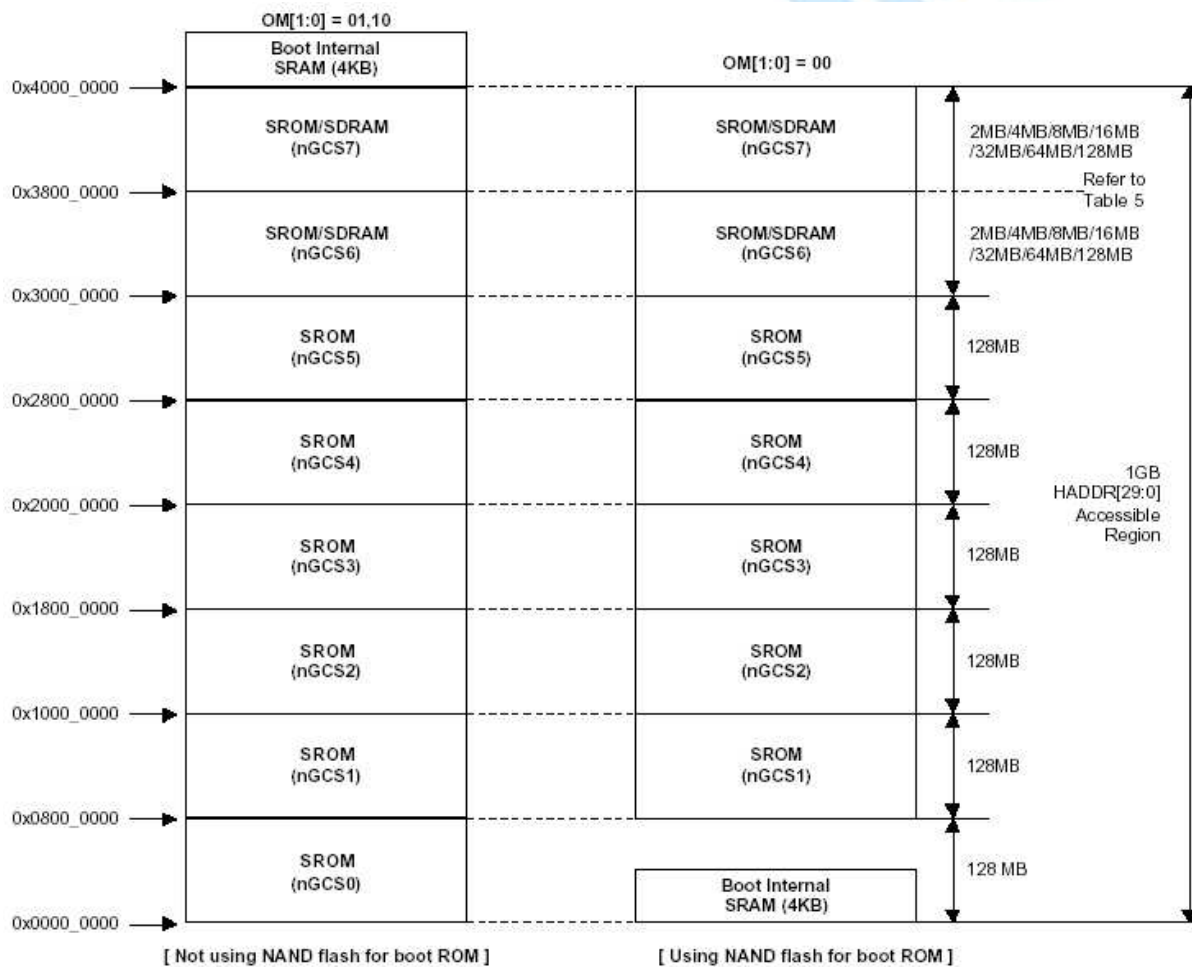 OM[1:0] = 01,10
Boot Internal
SRAM (4KB)
OM[1:0] = 00
0x4000_0000
SROM/SDRAM
(nGCS7)
SROM/SDRAM
(nGCS7)
2MB/4MB/8MB/16MB
/32MB/64MB/128MB
0x3800_0000
Refer to
Table 5
SROM/SDRAM
(nGCS6)
SROM/SDRAM
(nGCS6)
2MB/4MB/8MB/16MB
/32MB/64MB/128MB
0x3000_0000
SROM
(nGCS5)
SROM
(nGCS5)
128MB
0x2800_0000
SROM
(nGCS4)
SROM
(nGCS4)
128MB
1GB
HADDR[29:0]
Accessible
Region
0x2000_0000
SROM
(nGCS3)
SROM
(nGCS3)
128MB
0x1800_0000
SROM
(nGCS2)
SROM
(nGCS2)
128MB
0x1000_0000
SROM
(nGCS1)
SROM
(nGCS1)
128MB
0x0800_0000
SROM
(nGCS0)
Boot Internal
SRAM (4KB)
128 MB
0x0000_0000
[ Not using NAND flash for boot ROM ]
[ Using NAND flash for boot ROM ]